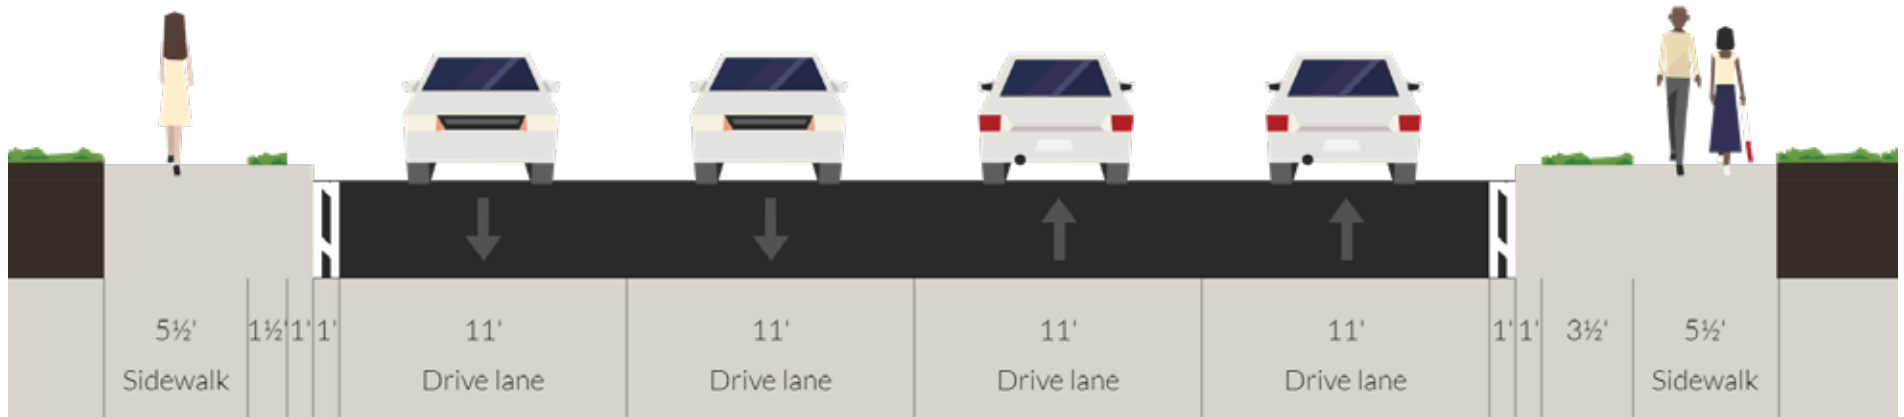 5½' 1½' 1' 1' 11' 11' 11' 11' 1' 1' 3½' 5½'
Sidewalk Drive lane Drive lane Drive lane Drive lane Sidewalk